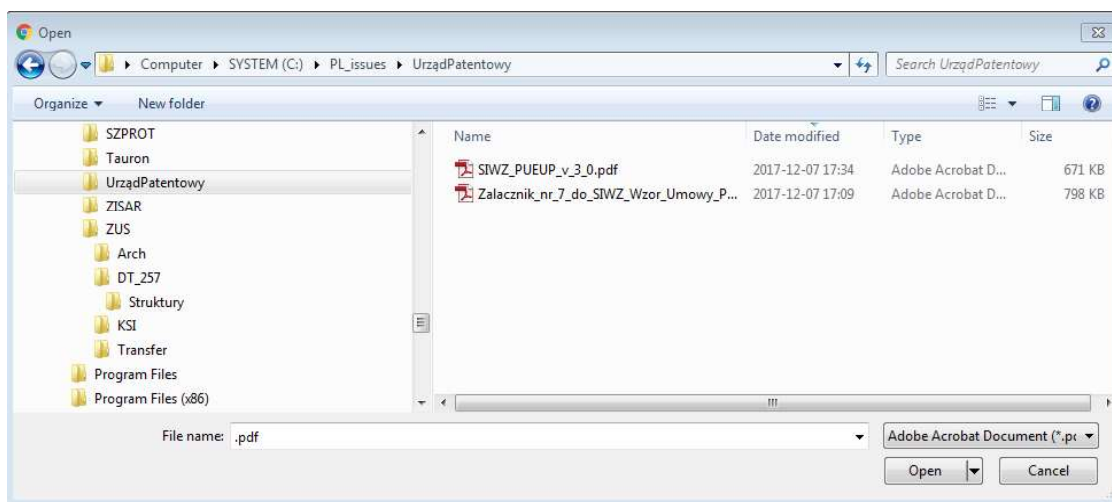 Open
Computer ▸ SYSTEM (C:) ▸ PL_issues ▸ UrządPatentowy
Search UrządPatentowy
Organize ▾ New folder
Name Date modified Type Size
SZPROT
Tauron
UrządPatentowy
ZISAR
ZUS
Arch
DT_257
Struktury
KSI
Transfer
Program Files
Program Files (x86)
SIWZ_PUEUP_v_3_0.pdf 2017-12-07 17:34 Adobe Acrobat D... 671 KB
Zalacznik_nr_7_do_SIWZ_Wzor_Umowy_P... 2017-12-07 17:09 Adobe Acrobat D... 798 KB
File name: .pdf
Adobe Acrobat Document (*.pc
Open Cancel